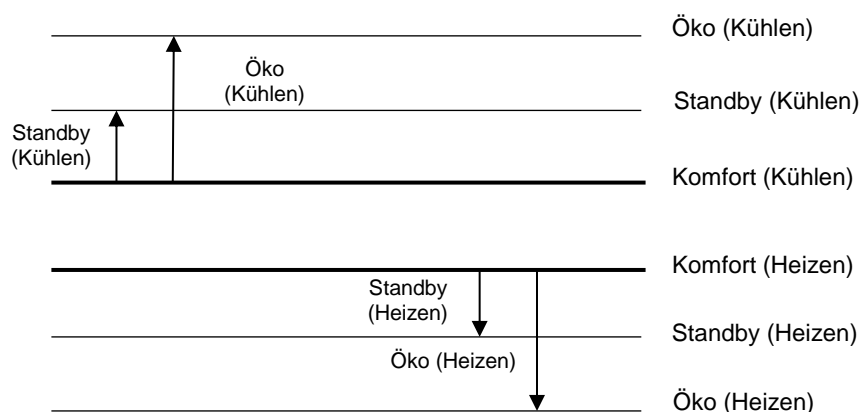 Öko (Kühlen)
Öko
(Kühlen)
Standby (Kühlen)
Standby
(Kühlen)
Komfort (Kühlen)
Komfort (Heizen)
Standby
(Heizen)
Standby (Heizen)
Öko (Heizen)
Öko (Heizen)